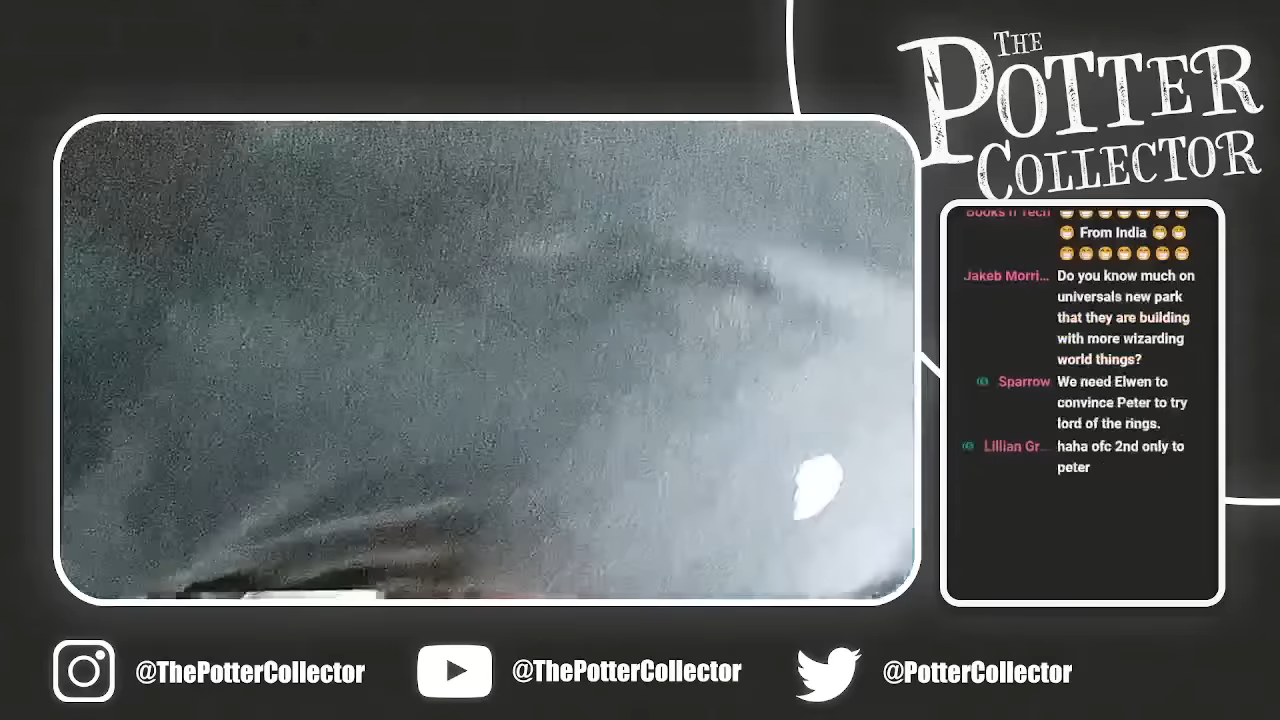 THE
POTTER
COLLECTOR
Books n Tech
From India
Jakeb Morri... Do you know much on
universals new park
that they are building
with more wizarding
world things?
Sparrow We need Elwen to
convince Peter to try
lord of the rings.
Lillian Gr... haha ofc 2nd only to
peter
@ThePotterCollector
@ThePotterCollector
@PotterCollector